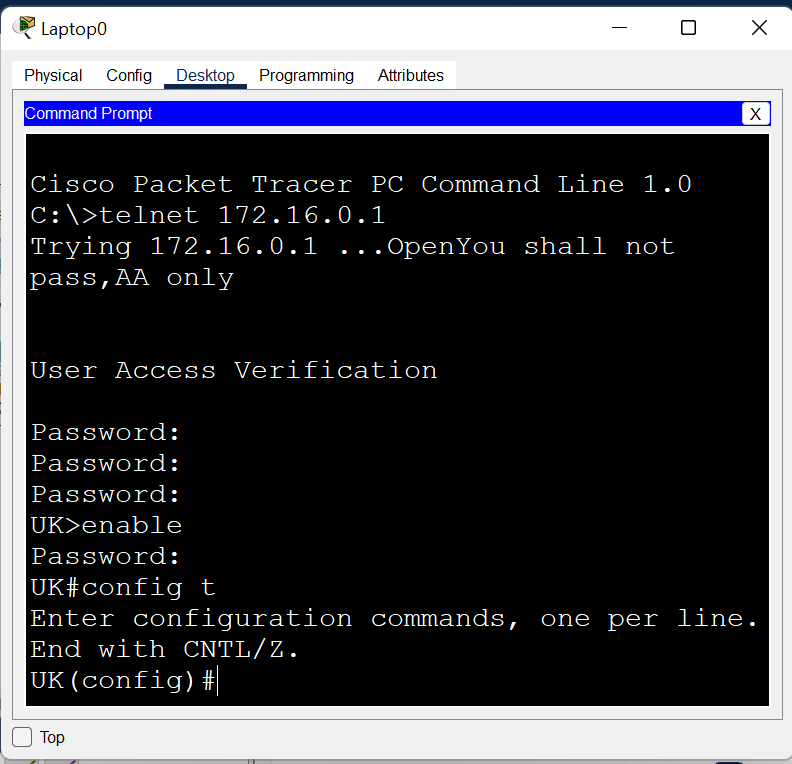 Laptop0
Physical Config Desktop Programming Attributes
Command Prompt X
Cisco Packet Tracer PC Command Line 1.0
C:\>telnet 172.16.0.1
Trying 172.16.0.1 ...OpenYou shall not
pass,AA only
User Access Verification
Password:
Password:
Password:
UK>enable
Password:
UK#config t
Enter configuration commands, one per line.
End with CNTL/Z.
UK(config)#
Top